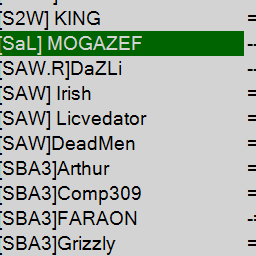 [S2W] KING =
[SaL] MOGAZEF --
[SAW.R]DaZLi --
[SAW] Irish =
[SAW] Licvedator =
[SAW]DeadMen =
[SBA3]Arthur =
[SBA3]Comp309 =
[SBA3]FARAON --
[SBA3]Grizzly =